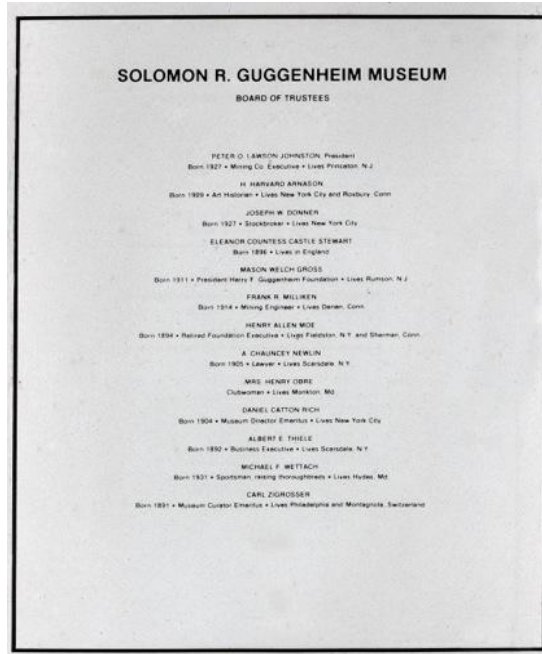 SOLOMON R. GUGGENHEIM MUSEUM
BOARD OF TRUSTEES
PETER O. LAWSON JOHNSTON, President
Born 1927 • Mining Co. Executive • Lives Princeton, N.J.
H. HARVARD ARNASON
Born 1909 • Art Historian • Lives New York City and Roxbury, Conn.
JOSEPH W. DONNER
Born 1927 • Stockbroker • Lives New York City
ELEANOR COUNTESS CASTLE STEWART
Born 1896 • Lives in England
MASON WELCH GROSS
Born 1911 • President Harry F. Guggenheim Foundation • Lives Rumson, N.J.
FRANK R. MILLIKEN
Born 1914 • Mining Engineer • Lives Darien, Conn.
HENRY ALLEN MOE
Born 1894 • Retired Foundation Executive • Lives Fieldston, N.Y. and Sherman, Conn.
A. CHAUNCEY NEWLIN
Born 1905 • Lawyer • Lives Scarsdale, N.Y.
MRS. HENRY OBRE
Clubwoman • Lives Monkton, Md.
DANIEL CATTON RICH
Born 1904 • Museum Director Emeritus • Lives New York City
ALBERT E. THIELE
Born 1892 • Business Executive • Lives Scarsdale, N.Y.
MICHAEL F. WETTACH
Born 1931 • Sportsman, raising thoroughbreds • Lives Hydes, Md.
CARL ZIGROSSER
Born 1891 • Museum Curator Emeritus • Lives Philadelphia and Montagnola, Switzerland